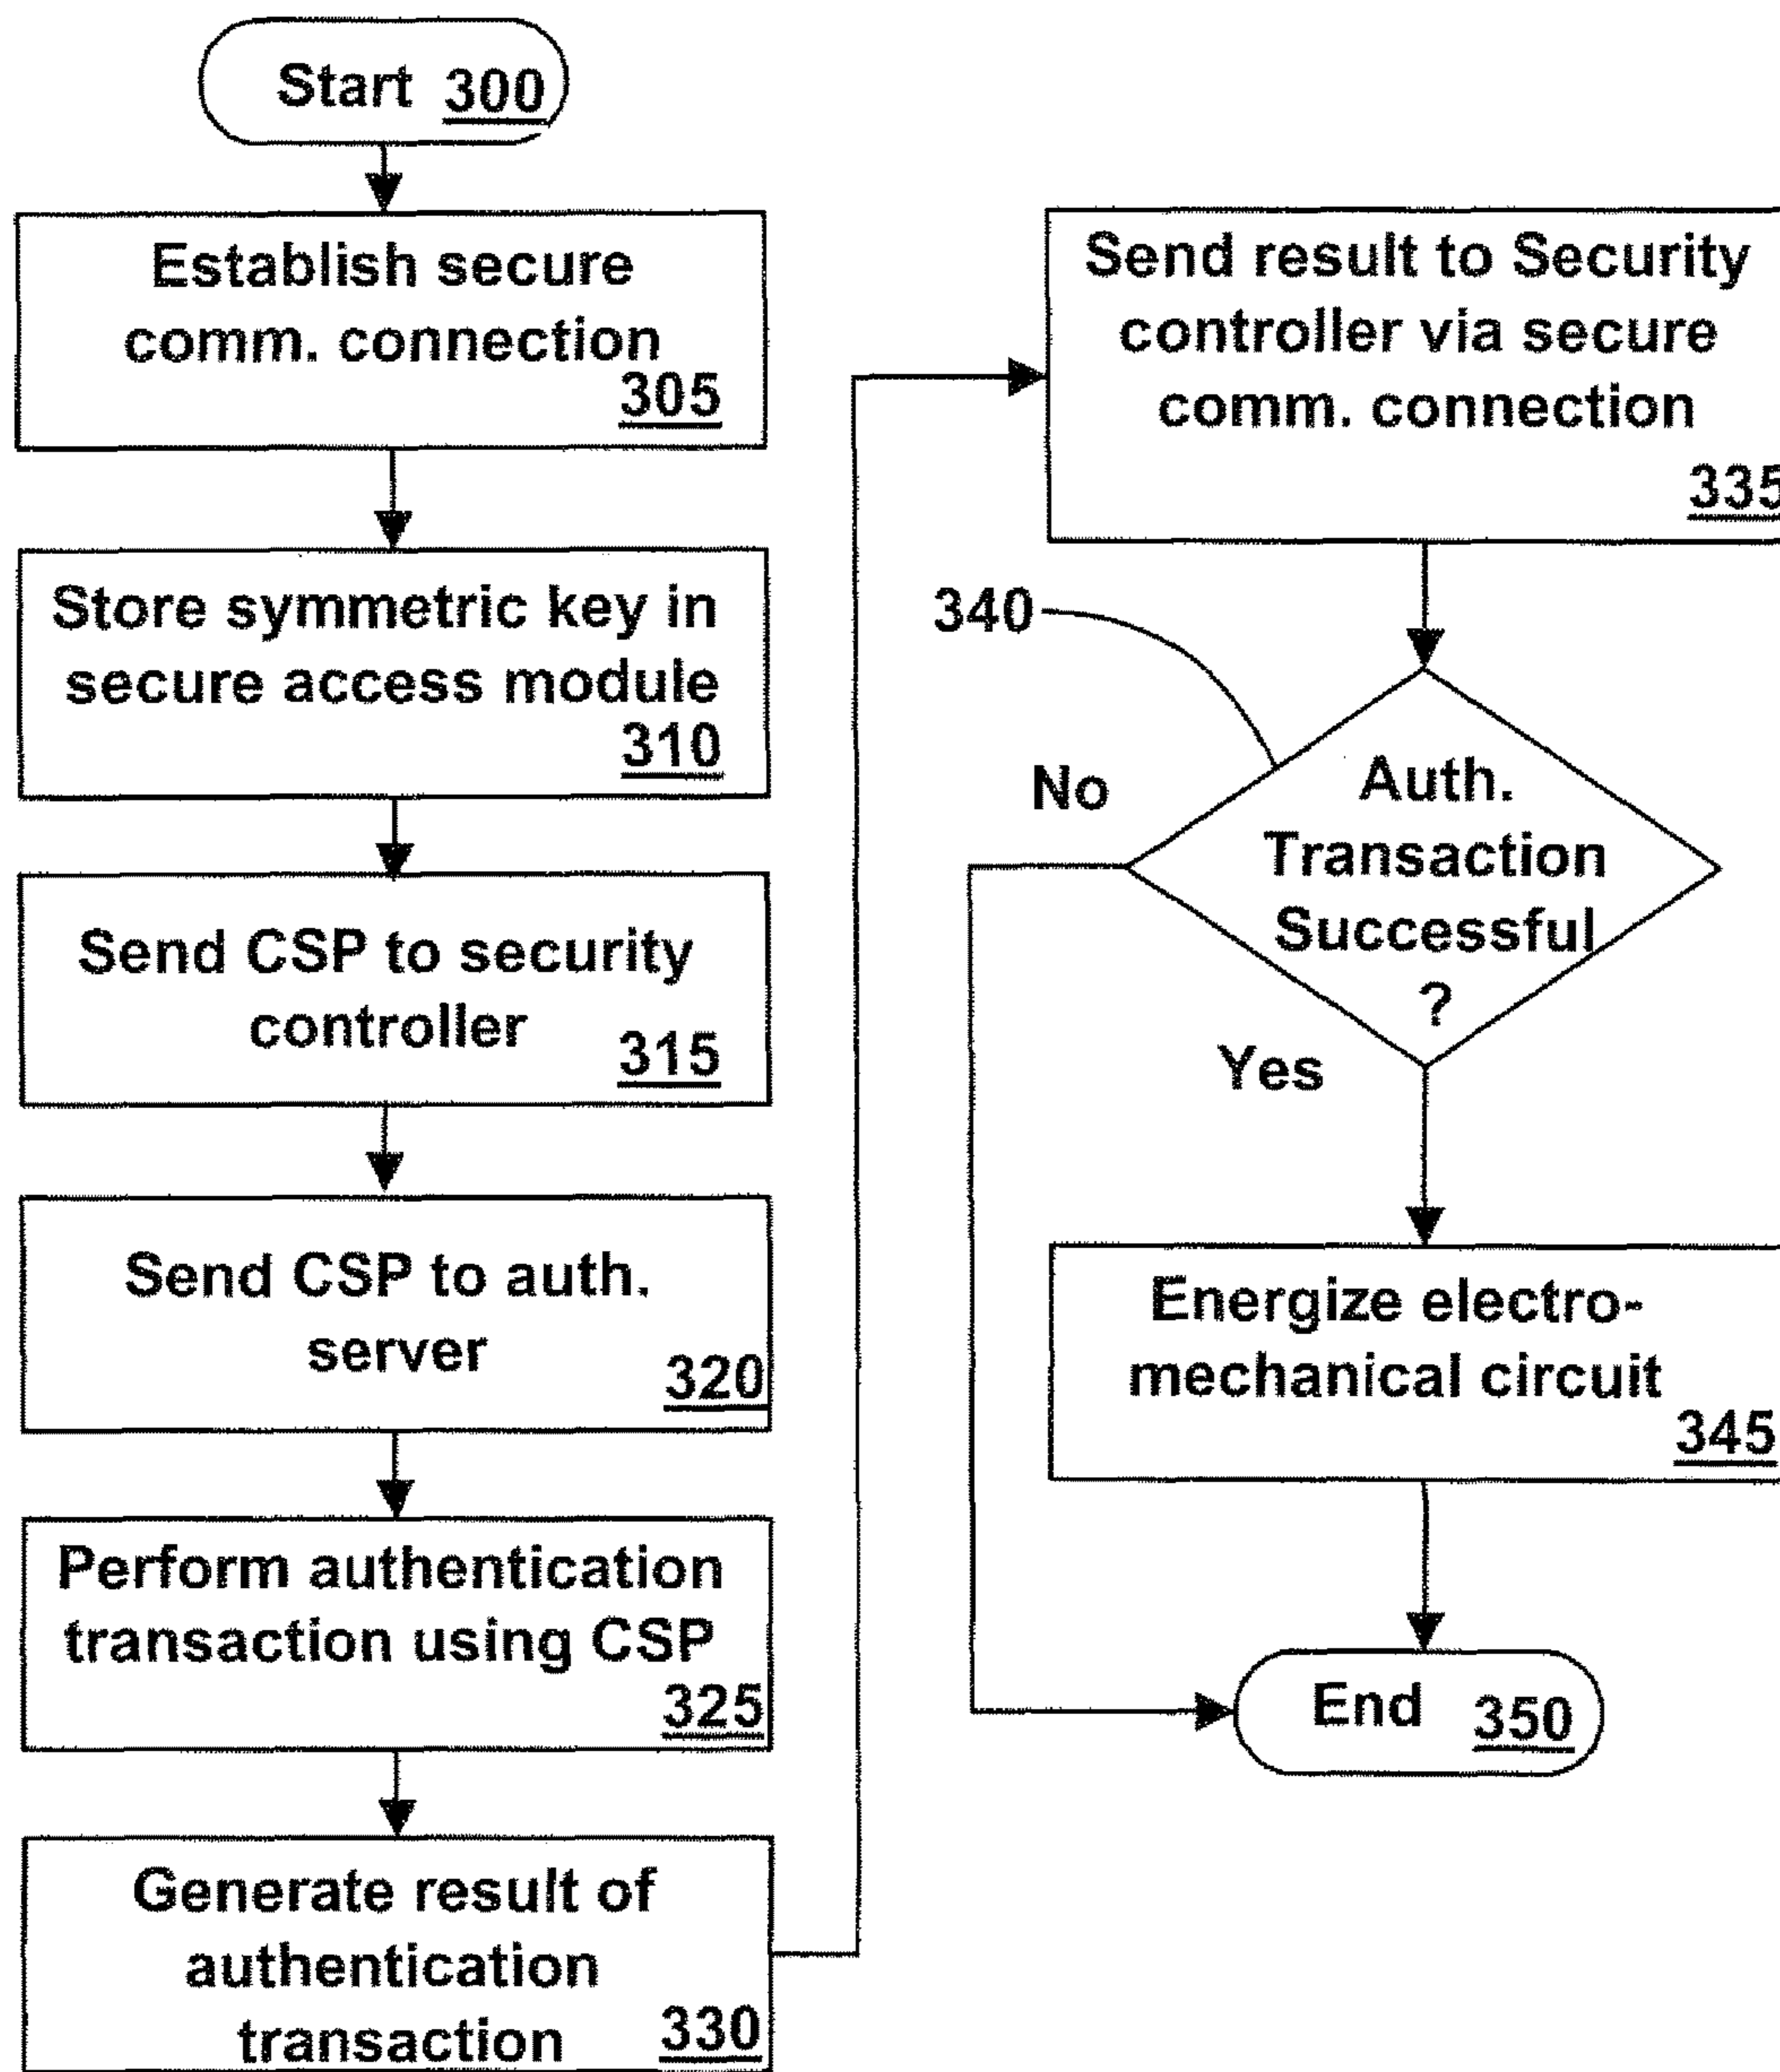 Start 300
Establish secure
comm. connection
305
Store symmetric key in
secure access module
310
Send CSP to security
controller 315
Send CSP to auth.
server 320
Perform authentication
transaction using CSP
325
Generate result of
authentication
transaction 330
Send result to Security
controller via secure
comm. connection
335
340
No
Auth.
Transaction
Successful
?
Yes
Energize electro-
mechanical circuit
345
End 350